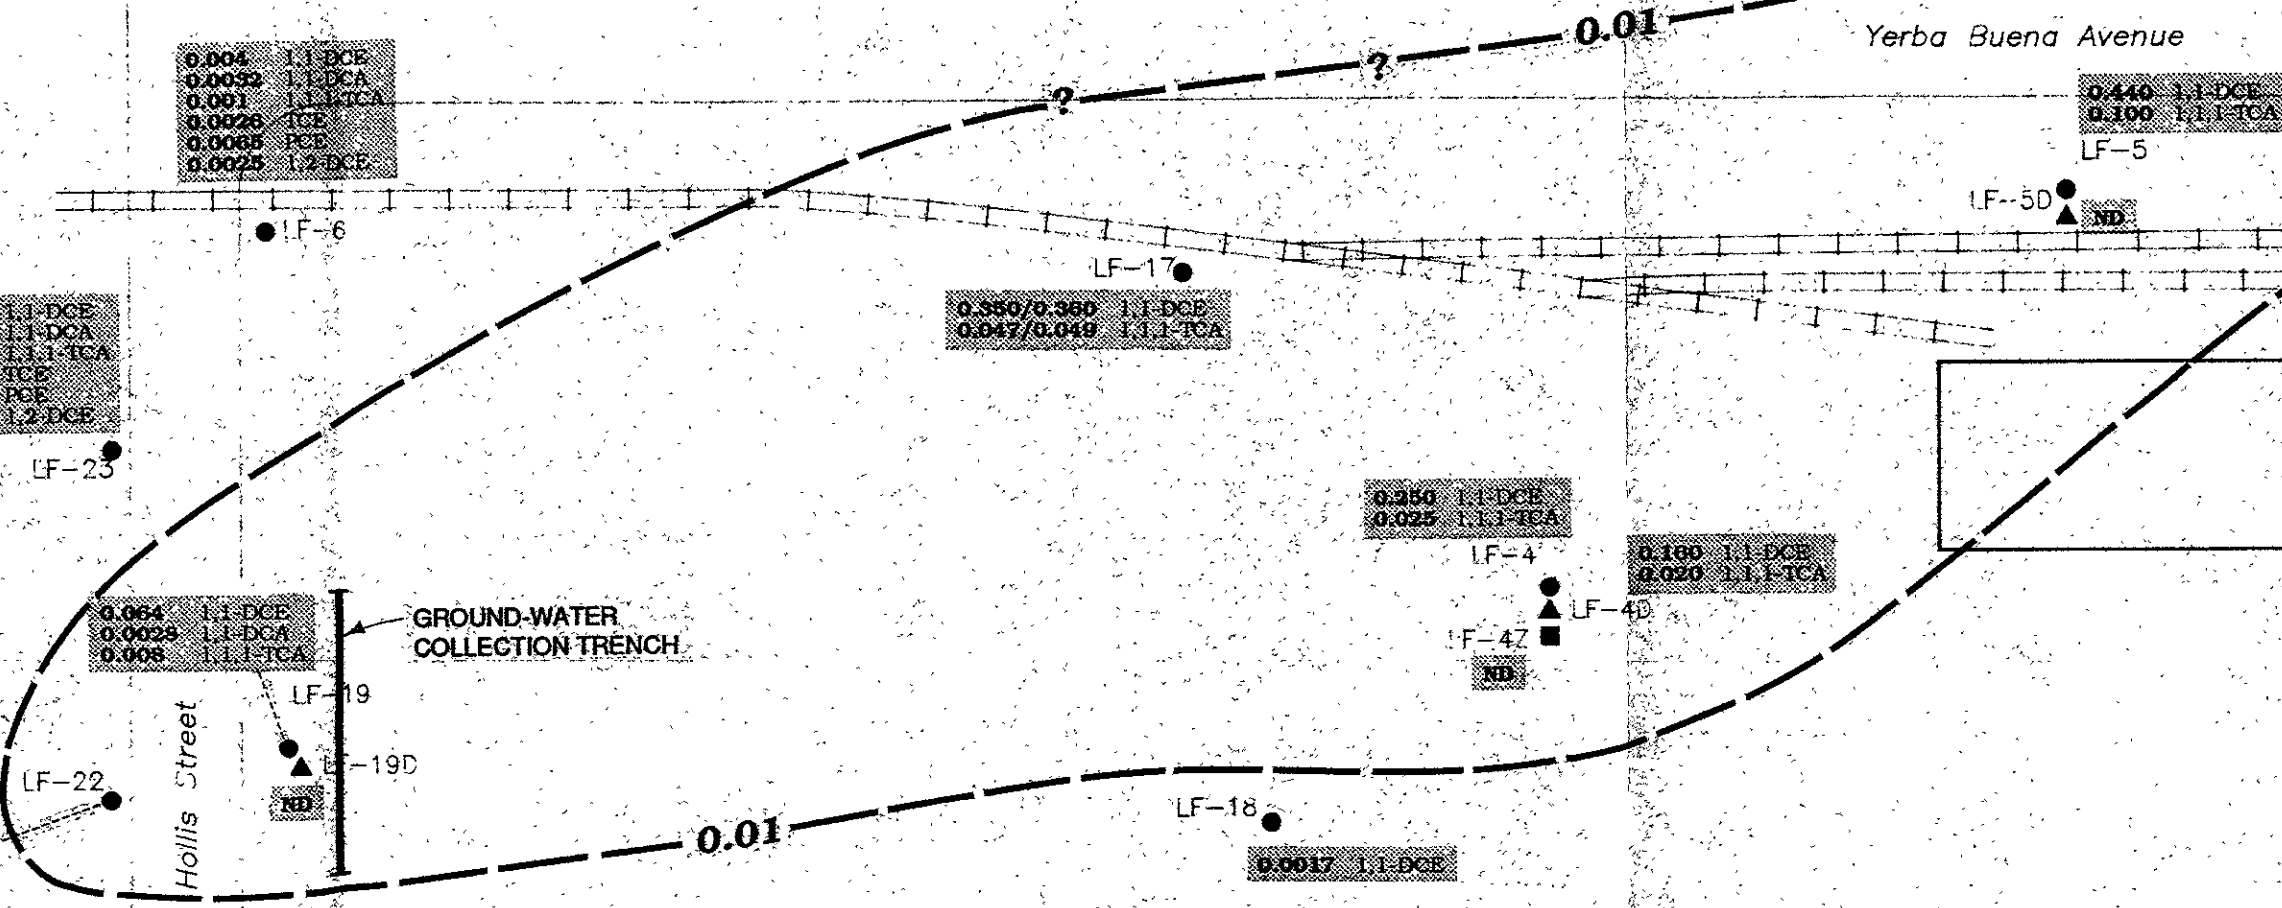 0.01
Yerba Buena Avenue
0.004 1,1-DCE
0.0032 1,1-DCA
0.001 1,1,1-TCA
0.0026 TCE
0.0065 PCE
0.0025 1,2-DCE
?
?
0.440 1,1-DCE
0.100 1,1,1-TCA
LF-5
LF-5D
ND
LF-6
LF-17
0.350/0.360 1,1-DCE
0.047/0.049 1,1,1-TCA
1,1-DCE
1,1-DCA
1,1,1-TCA
TCE
PCE
1,2-DCE
LF-23
0.250 1,1-DCE
0.025 1,1,1-TCA
LF-4
0.160 1,1-DCE
0.020 1,1,1-TCA
LF-4D
LF-4Z
ND
0.064 1,1-DCE
0.0028 1,1-DCA
0.008 1,1,1-TCA
GROUND-WATER
COLLECTION TRENCH
LF-19
LF-19D
ND
LF-22
Hollis Street
0.01
LF-18
0.0017 1,1-DCE